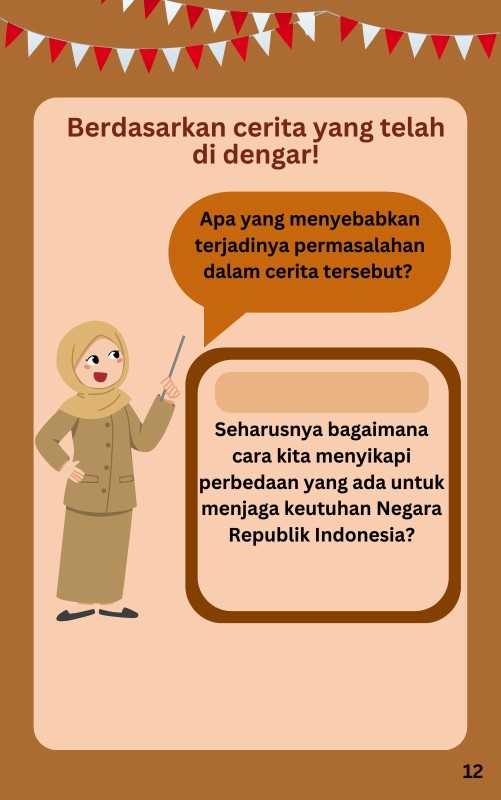 Berdasarkan cerita yang telah
di dengar!
Apa yang menyebabkan
terjadinya permasalahan
dalam cerita tersebut?
Seharusnya bagaimana
cara kita menyikapi
perbedaan yang ada untuk
menjaga keutuhan Negara
Republik Indonesia?
12